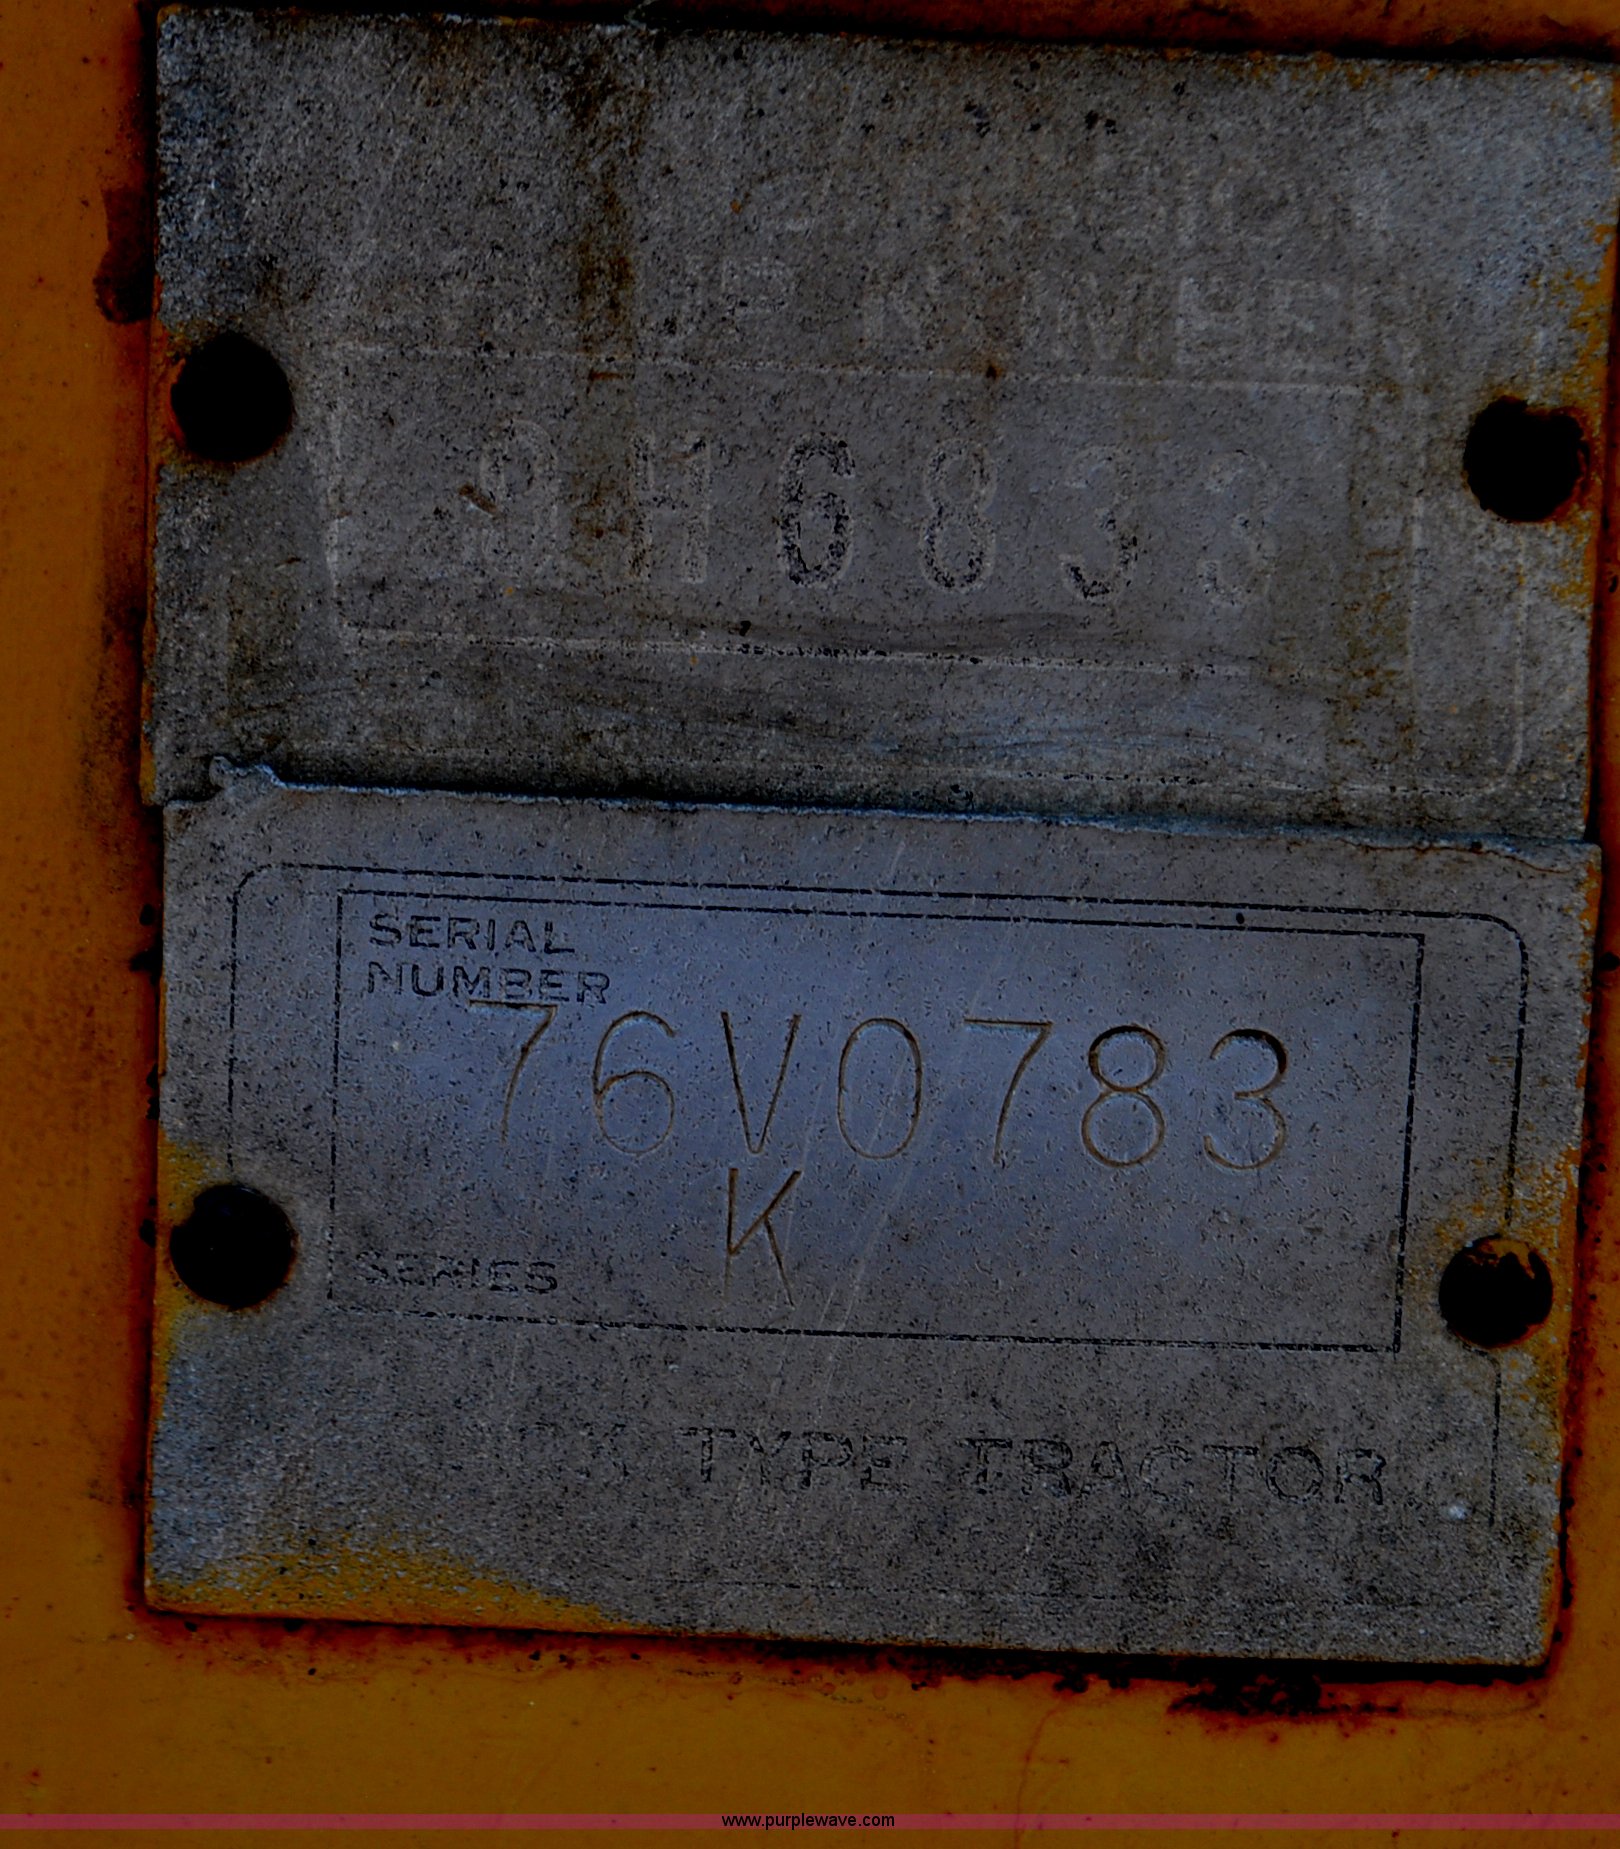 9H6833
SERIAL
NUMBER
76V0783
K
SERIES
TYPE TRACTOR
www.purplewave.com